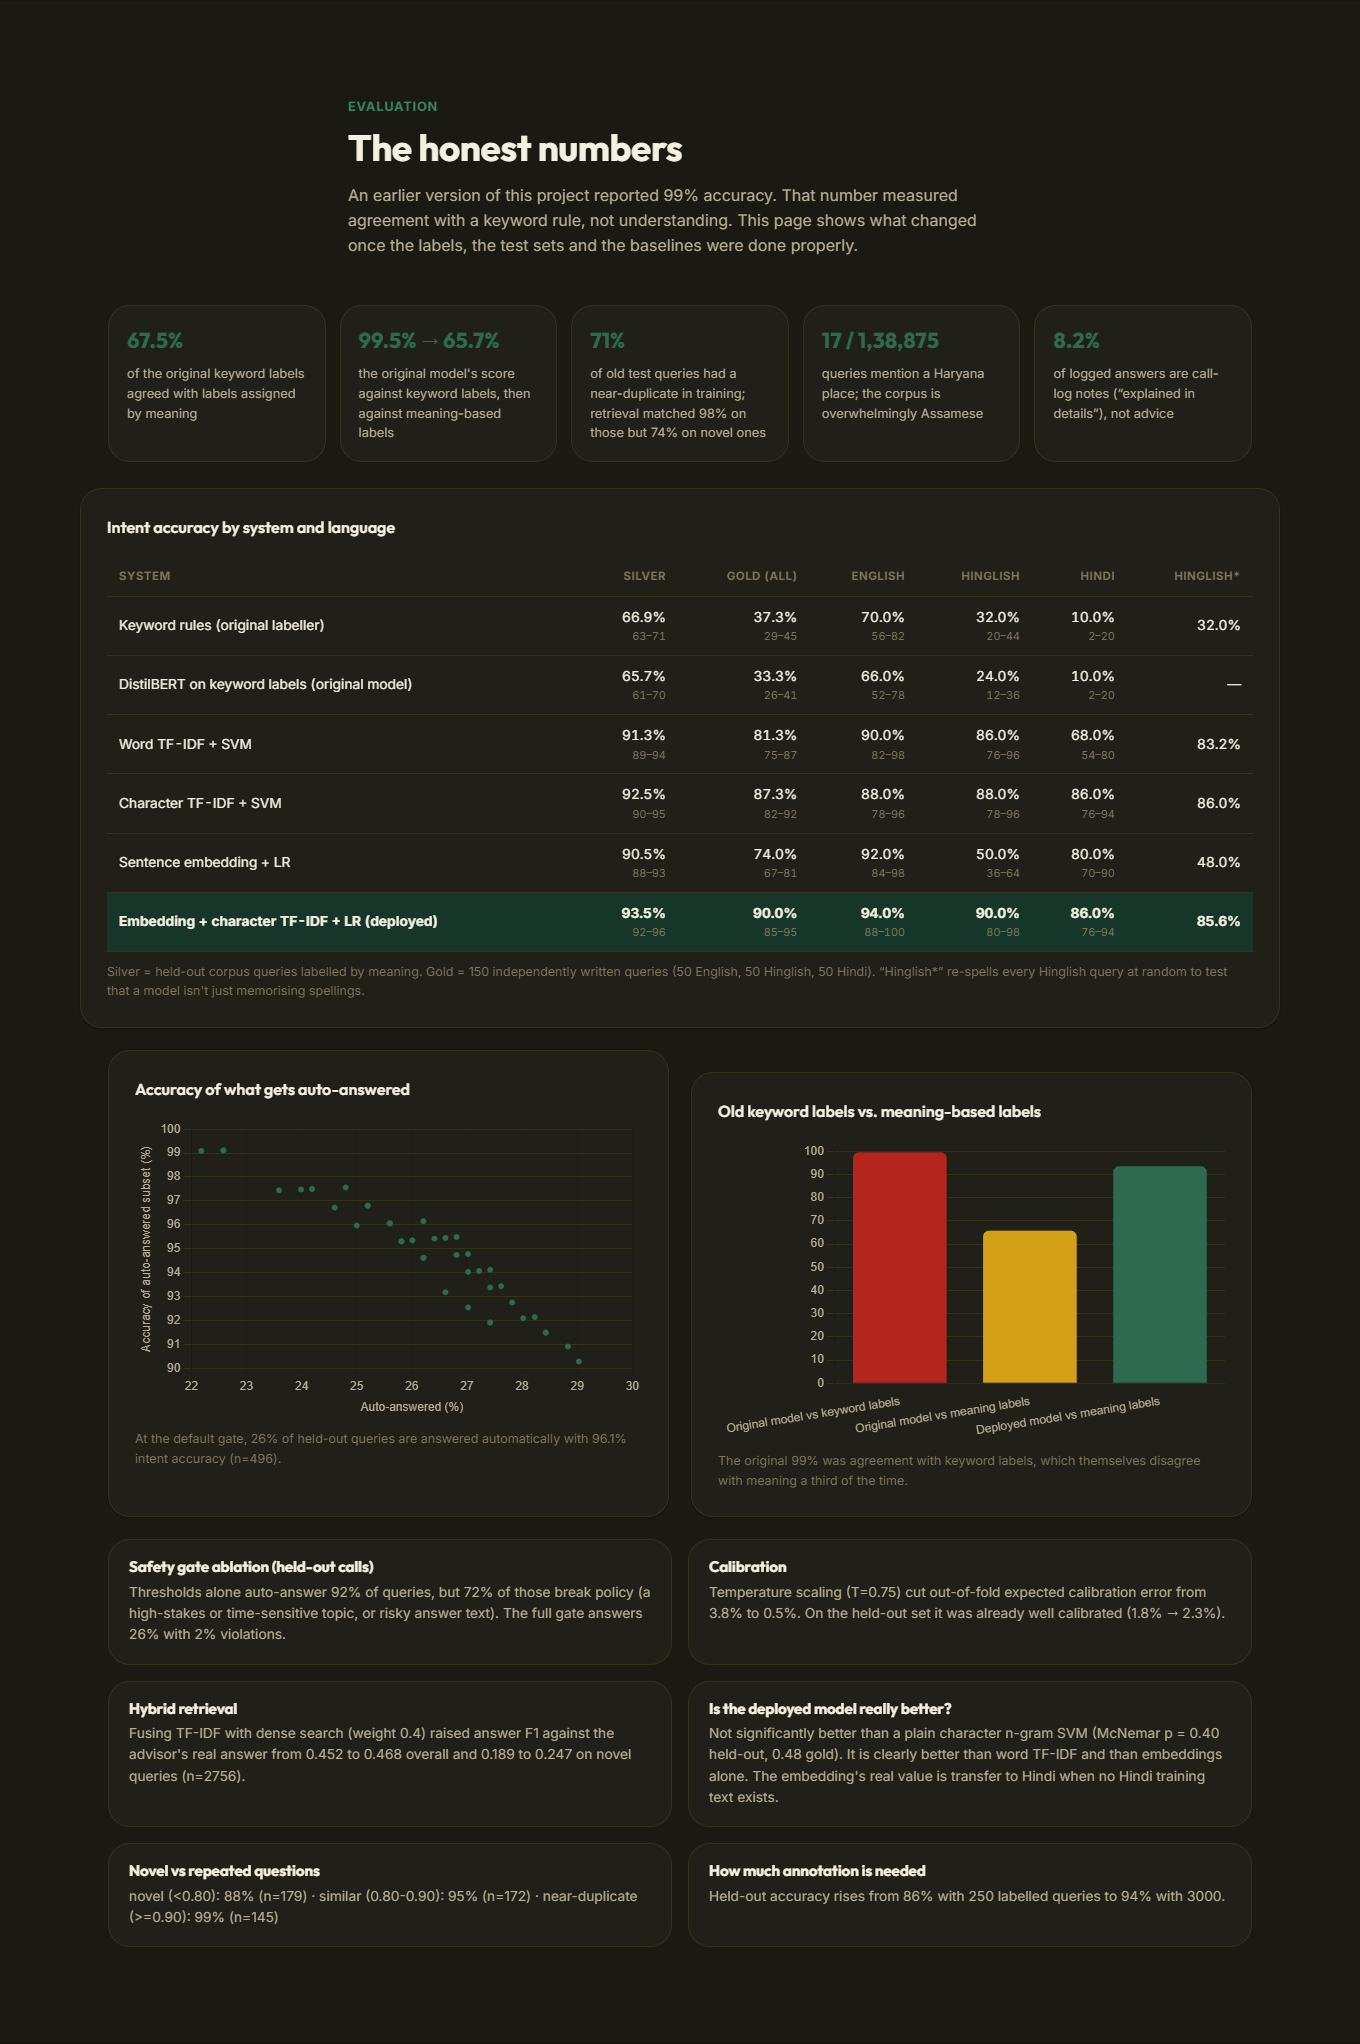 EVALUATION
The honest numbers
An earlier version of this project reported 99% accuracy. That number measured
agreement with a keyword rule, not understanding. This page shows what changed
once the labels, the test sets and the baselines were done properly.
67.5%
of the original keyword labels
agreed with labels assigned
by meaning
99.5% → 65.7%
the original model's score
against keyword labels, then
against meaning-based
labels
71%
of old test queries had a
near-duplicate in training;
retrieval matched 98% on
those but 74% on novel ones
17 / 1,38,875
queries mention a Haryana
place; the corpus is
overwhelmingly Assamese
8.2%
of logged answers are call-
log notes (“explained in
details”), not advice
Intent accuracy by system and language
SYSTEM SILVER GOLD (ALL) ENGLISH HINGLISH HINDI HINGLISH*
Keyword rules (original labeller) 66.9% 37.3% 70.0% 32.0% 10.0% 32.0%
63–71 29–45 56–82 20–44 2–20
DistilBERT on keyword labels (original model) 65.7% 33.3% 66.0% 24.0% 10.0% —
61–70 26–41 52–78 12–36 2–20
Word TF-IDF + SVM 91.3% 81.3% 90.0% 86.0% 68.0% 83.2%
89–94 75–87 82–98 76–96 54–80
Character TF-IDF + SVM 92.5% 87.3% 88.0% 88.0% 86.0% 86.0%
90–95 82–92 78–96 78–96 76–94
Sentence embedding + LR 90.5% 74.0% 92.0% 50.0% 80.0% 48.0%
88–93 67–81 84–98 36–64 70–90
Embedding + character TF-IDF + LR (deployed) 93.5% 90.0% 94.0% 90.0% 86.0% 85.6%
92–96 85–95 88–100 80–98 76–94
Silver = held-out corpus queries labelled by meaning. Gold = 150 independently written queries (50 English, 50 Hinglish, 50 Hindi). “Hinglish*” re-spells every Hinglish query at random to test
that a model isn't just memorising spellings.
Accuracy of what gets auto-answered
Accuracy of auto-answered subset (%)
100
99
98
97
96
95
94
93
92
91
90
22 23 24 25 26 27 28 29 30
Auto-answered (%)
At the default gate, 26% of held-out queries are answered automatically with 96.1%
intent accuracy (n=496).
Old keyword labels vs. meaning-based labels
100
90
80
70
60
50
40
30
20
10
0
Original model vs keyword labels
Original model vs meaning labels
Deployed model vs meaning labels
The original 99% was agreement with keyword labels, which themselves disagree
with meaning a third of the time.
Safety gate ablation (held-out calls)
Thresholds alone auto-answer 92% of queries, but 72% of those break policy (a
high-stakes or time-sensitive topic, or risky answer text). The full gate answers
26% with 2% violations.
Calibration
Temperature scaling (T=0.75) cut out-of-fold expected calibration error from
3.8% to 0.5%. On the held-out set it was already well calibrated (1.8% → 2.3%).
Hybrid retrieval
Fusing TF-IDF with dense search (weight 0.4) raised answer F1 against the
advisor's real answer from 0.452 to 0.468 overall and 0.189 to 0.247 on novel
queries (n=2756).
Is the deployed model really better?
Not significantly better than a plain character n-gram SVM (McNemar p = 0.40
held-out, 0.48 gold). It is clearly better than word TF-IDF and than embeddings
alone. The embedding's real value is transfer to Hindi when no Hindi training
text exists.
Novel vs repeated questions
novel (<0.80): 88% (n=179) · similar (0.80-0.90): 95% (n=172) · near-duplicate
(>=0.90): 99% (n=145)
How much annotation is needed
Held-out accuracy rises from 86% with 250 labelled queries to 94% with 3000.